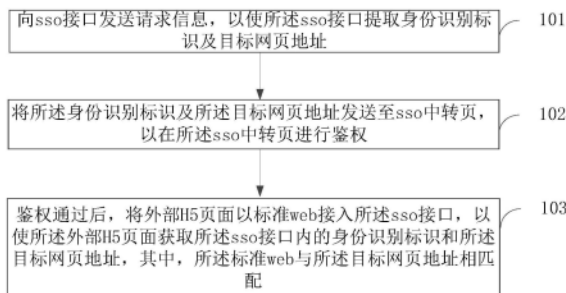 向sso接口发送请求信息，以使所述sso接口提取身份识别标
识及目标网页地址
101
将所述身份识别标识及所述目标网页地址发送至sso中转页，
以在所述sso中转页进行鉴权
102
鉴权通过后，将外部H5页面以标准web接入所述sso接口，以
使所述外部H5页面获取所述sso接口内的身份识别标识和所述
目标网页地址，其中，所述标准web与所述目标网页地址相匹
配
103